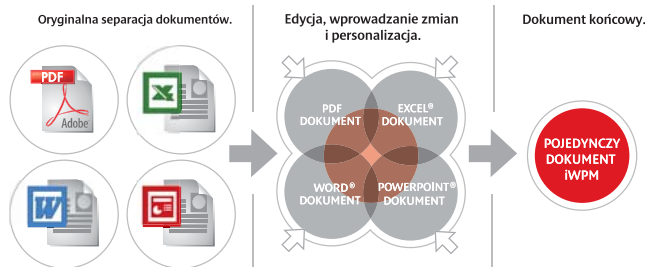 Oryginalna separacja dokumentów.
PDF
Adobe
X
W
P
Edycja, wprowadzanie zmian
i personalizacja.
PDF
DOKUMENT
EXCEL®
DOKUMENT
WORD®
DOKUMENT
POWERPOINT®
DOKUMENT
Dokument końcowy.
POJEDYNCZY
DOKUMENT
iWPM